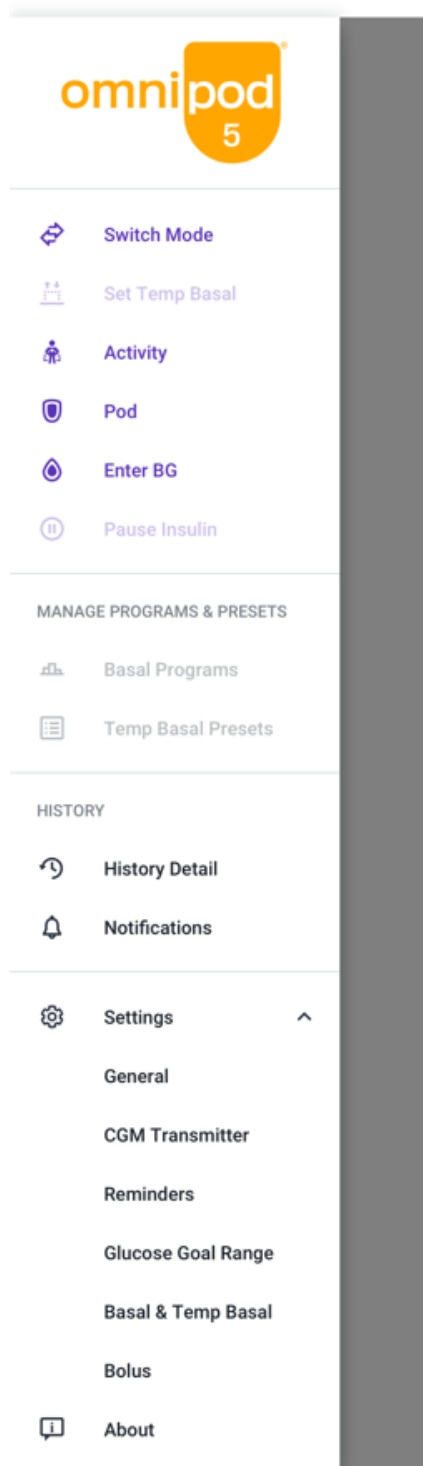 omnipod®
5
Switch Mode
Set Temp Basal
Activity
Pod
Enter BG
Pause Insulin
MANAGE PROGRAMS & PRESETS
Basal Programs
Temp Basal Presets
HISTORY
History Detail
Notifications
Settings
General
CGM Transmitter
Reminders
Glucose Goal Range
Basal & Temp Basal
Bolus
About